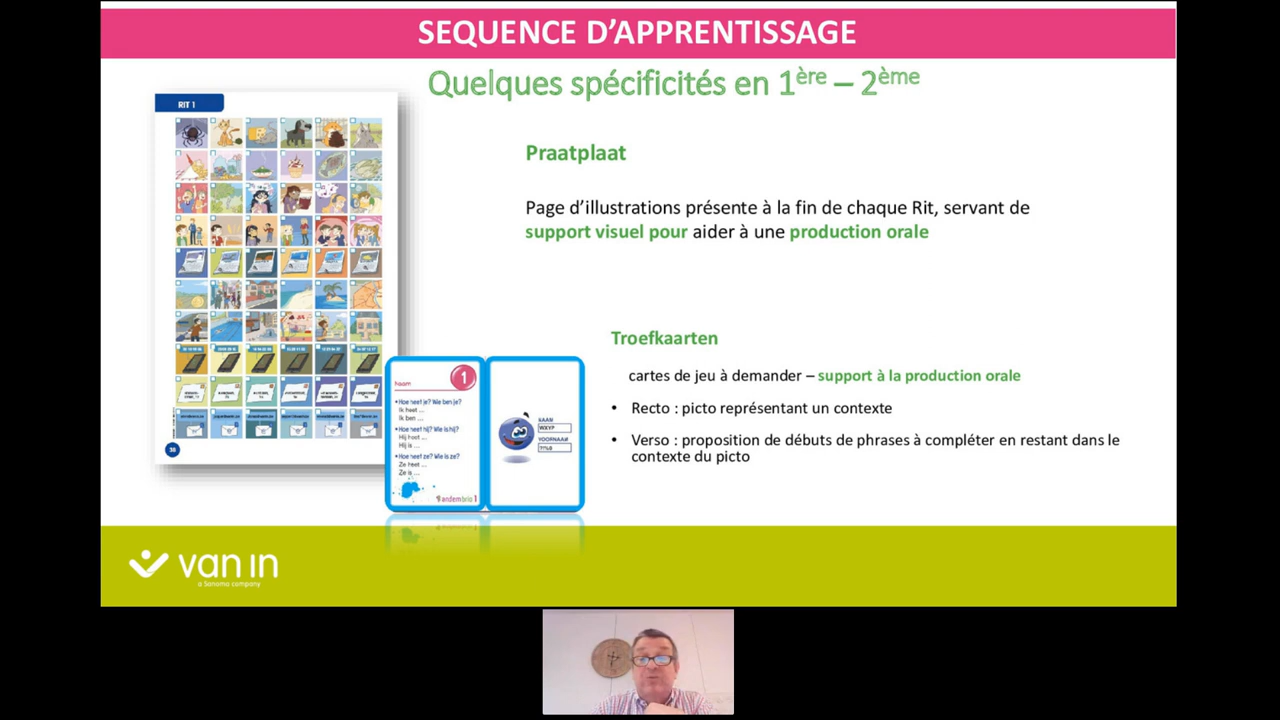 SEQUENCE D'APPRENTISSAGE
Quelques spécificités en 1ère – 2ème
RIT 1
38
Praatplaat
Page d'illustrations présente à la fin de chaque Rit, servant de
support visuel pour aider à une production orale
Troefkaarten
cartes de jeu à demander – support à la production orale
• Recto : picto représentant un contexte
• Verso : proposition de débuts de phrases à compléter en restant dans le
contexte du picto
naam
1
• Hoe heet je? Wie ben je?
Ik heet ...
Ik ben ...
• Hoe heet hij? Wie is hij?
Hij heet ...
Hij is ...
• Hoe heet ze? Wie is ze?
Ze heet ...
Ze is ...
tandem brio 1
NAAM
WXYP
VOORNAAM
van in
a Sanoma company